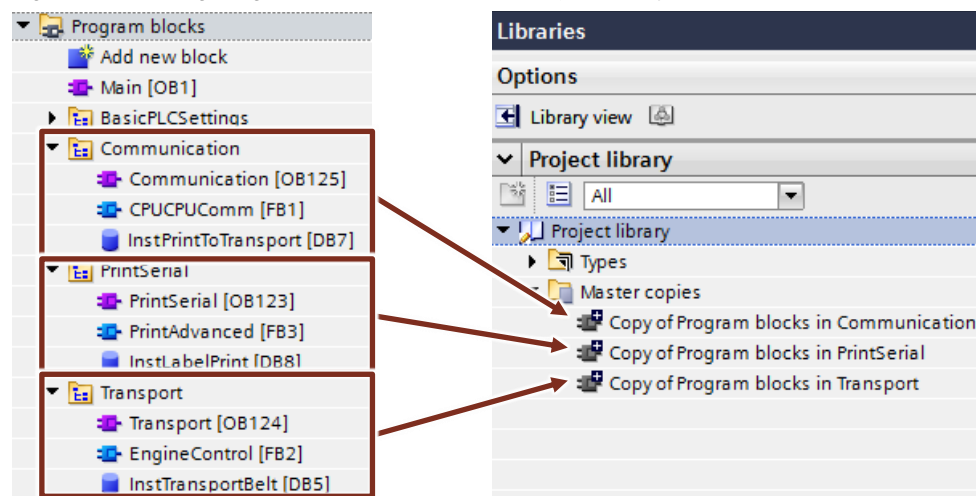 Program blocks
Add new block
Main [OB1]
BasicPLCSettings
Communication
Communication [OB125]
CPUCPUComm [FB1]
InstPrintToTransport [DB7]
PrintSerial
PrintSerial [OB123]
PrintAdvanced [FB3]
InstLabelPrint [DB8]
Transport
Transport [OB124]
EngineControl [FB2]
InstTransportBelt [DB5]
Libraries
Options
Library view
Project library
All
Project library
Types
Master copies
Copy of Program blocks in Communication
Copy of Program blocks in PrintSerial
Copy of Program blocks in Transport